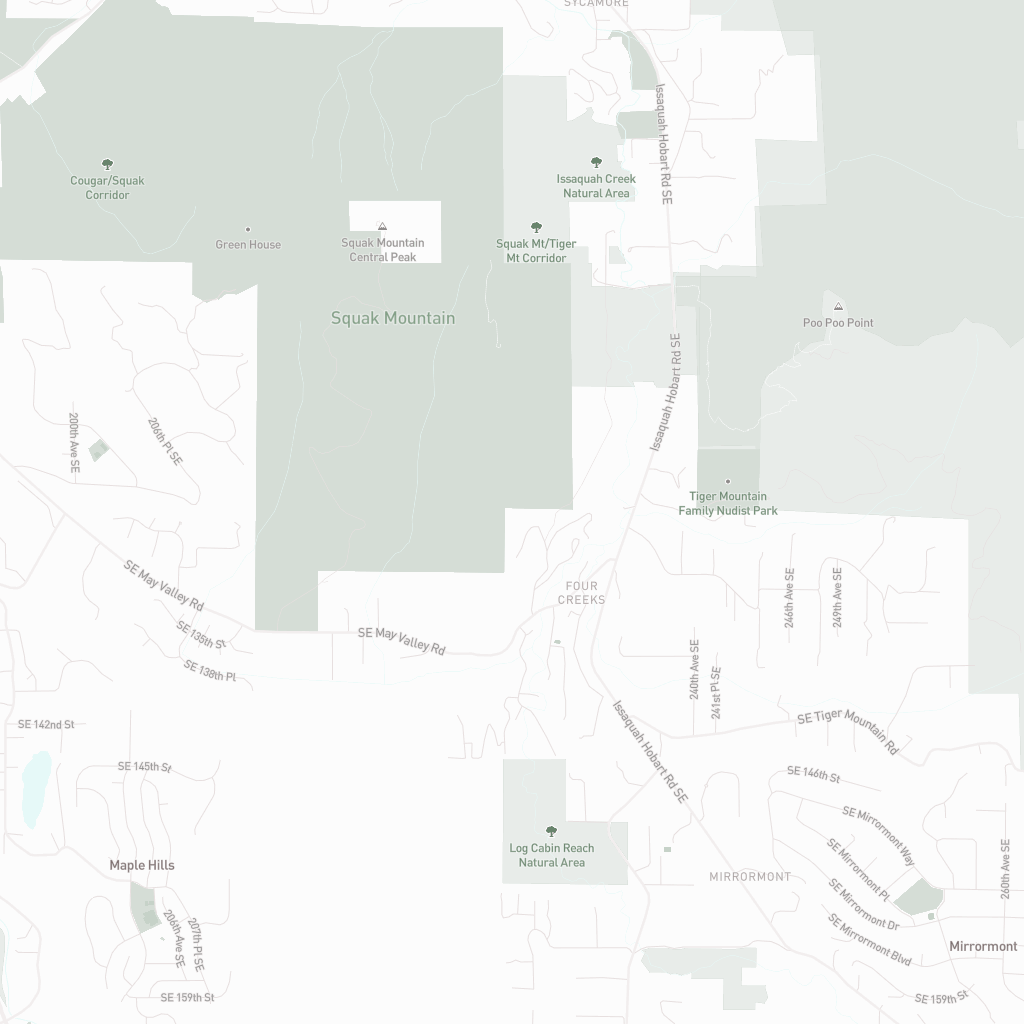 SYCAMORE
Issaquah Hobart Rd SE
Cougar/Squak
Corridor
Issaquah Creek
Natural Area
Green House
Squak Mountain
Central Peak
Squak Mt/Tiger
Mt Corridor
Squak Mountain
Poo Poo Point
Issaquah Hobart Rd SE
200th Ave SE
206th Pl SE
Tiger Mountain
Family Nudist Park
SE May Valley Rd
FOUR
CREEKS
246th Ave SE
249th Ave SE
SE 135th St
SE May Valley Rd
SE 138th Pl
240th Ave SE
241st Pl SE
SE 142nd St
Issaquah Hobart Rd SE
SE Tiger Mountain Rd
SE 145th St
SE 146th St
SE Mirrormont Way
Log Cabin Reach
Natural Area
Maple Hills
SE Mirrormont Pl
260th Ave SE
MIRRORMONT
SE Mirrormont Dr
206th Ave SE
207th Pl SE
SE Mirrormont Blvd
Mirrormont
SE 159th St
SE 159th St